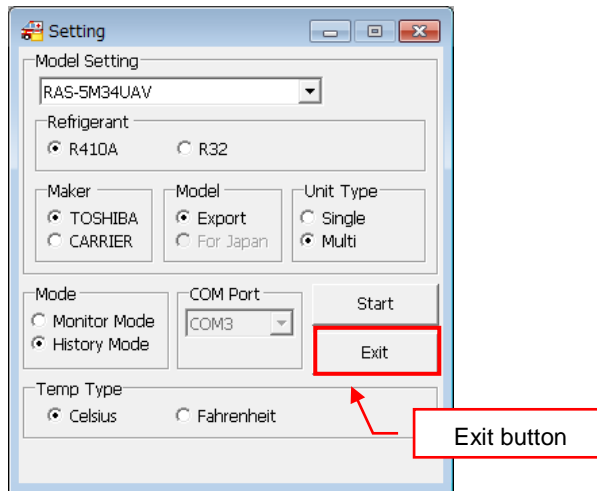 Setting
Model Setting
RAS-5M34UAV
Refrigerant
R410A R32
Maker Model Unit Type
TOSHIBA Export Single
CARRIER For Japan Multi
Mode COM Port Start
Monitor Mode COM3
History Mode Exit
Temp Type
Celsius Fahrenheit
Exit button